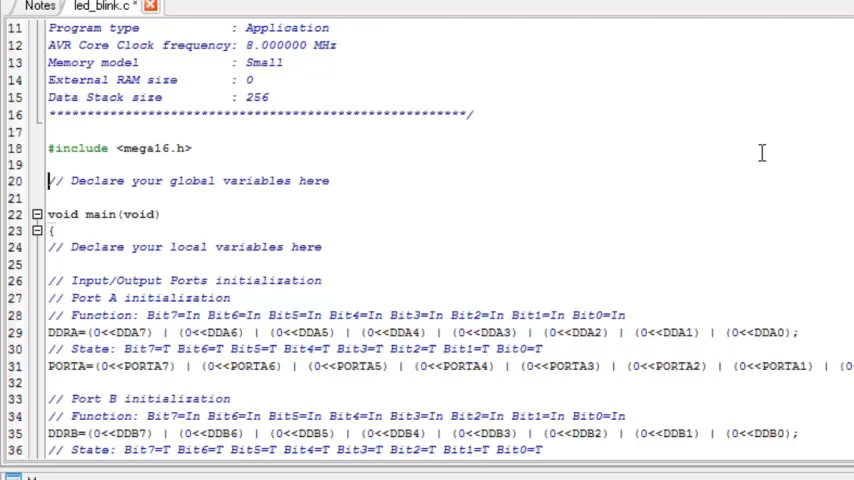 Notes led_blink.c *
11 Program type : Application
12 AVR Core Clock frequency: 8.000000 MHz
13 Memory model : Small
14 External RAM size : 0
15 Data Stack size : 256
16 *******************************************************/
17
18 #include <mega16.h>
19
20 // Declare your global variables here
21
22 void main(void)
23 {
24 // Declare your local variables here
25
26 // Input/Output Ports initialization
27 // Port A initialization
28 // Function: Bit7=In Bit6=In Bit5=In Bit4=In Bit3=In Bit2=In Bit1=In Bit0=In
29 DDRA=(0<<DDA7) | (0<<DDA6) | (0<<DDA5) | (0<<DDA4) | (0<<DDA3) | (0<<DDA2) | (0<<DDA1) | (0<<DDA0);
30 // State: Bit7=T Bit6=T Bit5=T Bit4=T Bit3=T Bit2=T Bit1=T Bit0=T
31 PORTA=(0<<PORTA7) | (0<<PORTA6) | (0<<PORTA5) | (0<<PORTA4) | (0<<PORTA3) | (0<<PORTA2) | (0<<PORTA1) | (0
32
33 // Port B initialization
34 // Function: Bit7=In Bit6=In Bit5=In Bit4=In Bit3=In Bit2=In Bit1=In Bit0=In
35 DDRB=(0<<DDB7) | (0<<DDB6) | (0<<DDB5) | (0<<DDB4) | (0<<DDB3) | (0<<DDB2) | (0<<DDB1) | (0<<DDB0);
36 // State: Bit7=T Bit6=T Bit5=T Bit4=T Bit3=T Bit2=T Bit1=T Bit0=T